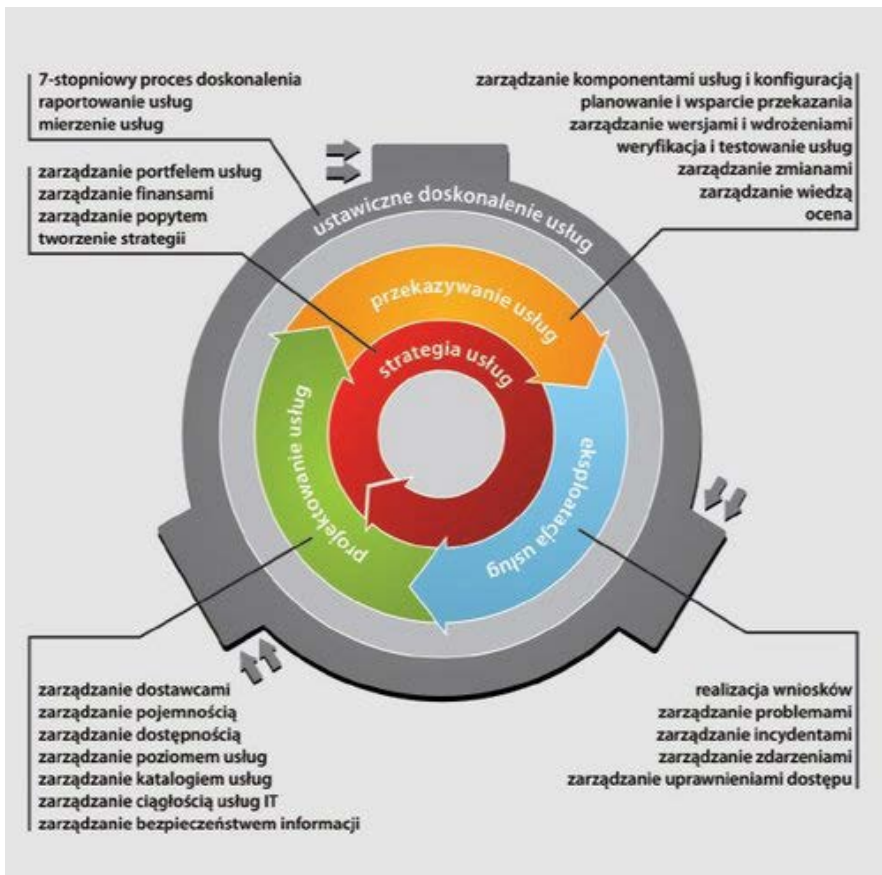 7-stopniowy proces doskonalenia
raportowanie usług
mierzenie usług
zarządzanie portfelem usług
zarządzanie finansami
zarządzanie popytem
tworzenie strategii
zarządzanie komponentami usług i konfiguracją
planowanie i wsparcie przekazania
zarządzanie wersjami i wdrożeniami
weryfikacja i testowanie usług
zarządzanie zmianami
zarządzanie wiedzą
ocena
ustawiczne doskonalenie usług
przekazywanie usług
strategia usług
projektowanie usług
eksploatacja usług
zarządzanie dostawcami
zarządzanie pojemnością
zarządzanie dostępnością
zarządzanie poziomem usług
zarządzanie katalogiem usług
zarządzanie ciągłością usług IT
zarządzanie bezpieczeństwem informacji
realizacja wniosków
zarządzanie problemami
zarządzanie incydentami
zarządzanie zdarzeniami
zarządzanie uprawnieniami dostępu